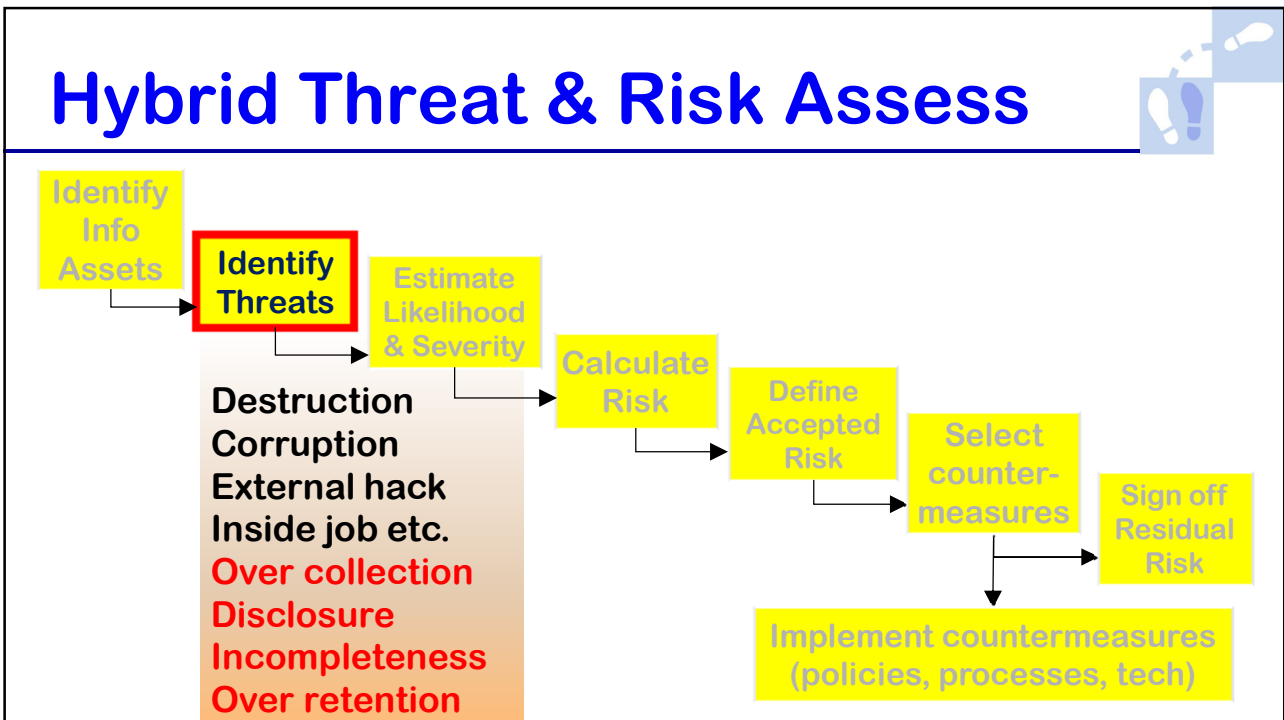 Hybrid Threat & Risk Assess
Identify
Info
Assets
Identify
Threats
Estimate
Likelihood
& Severity
Calculate
Risk
Define
Accepted
Risk
Select
counter-
measures
Sign off
Residual
Risk
Implement countermeasures
(policies, processes, tech)
Destruction
Corruption
External hack
Inside job etc.
Over collection
Disclosure
Incompleteness
Over retention